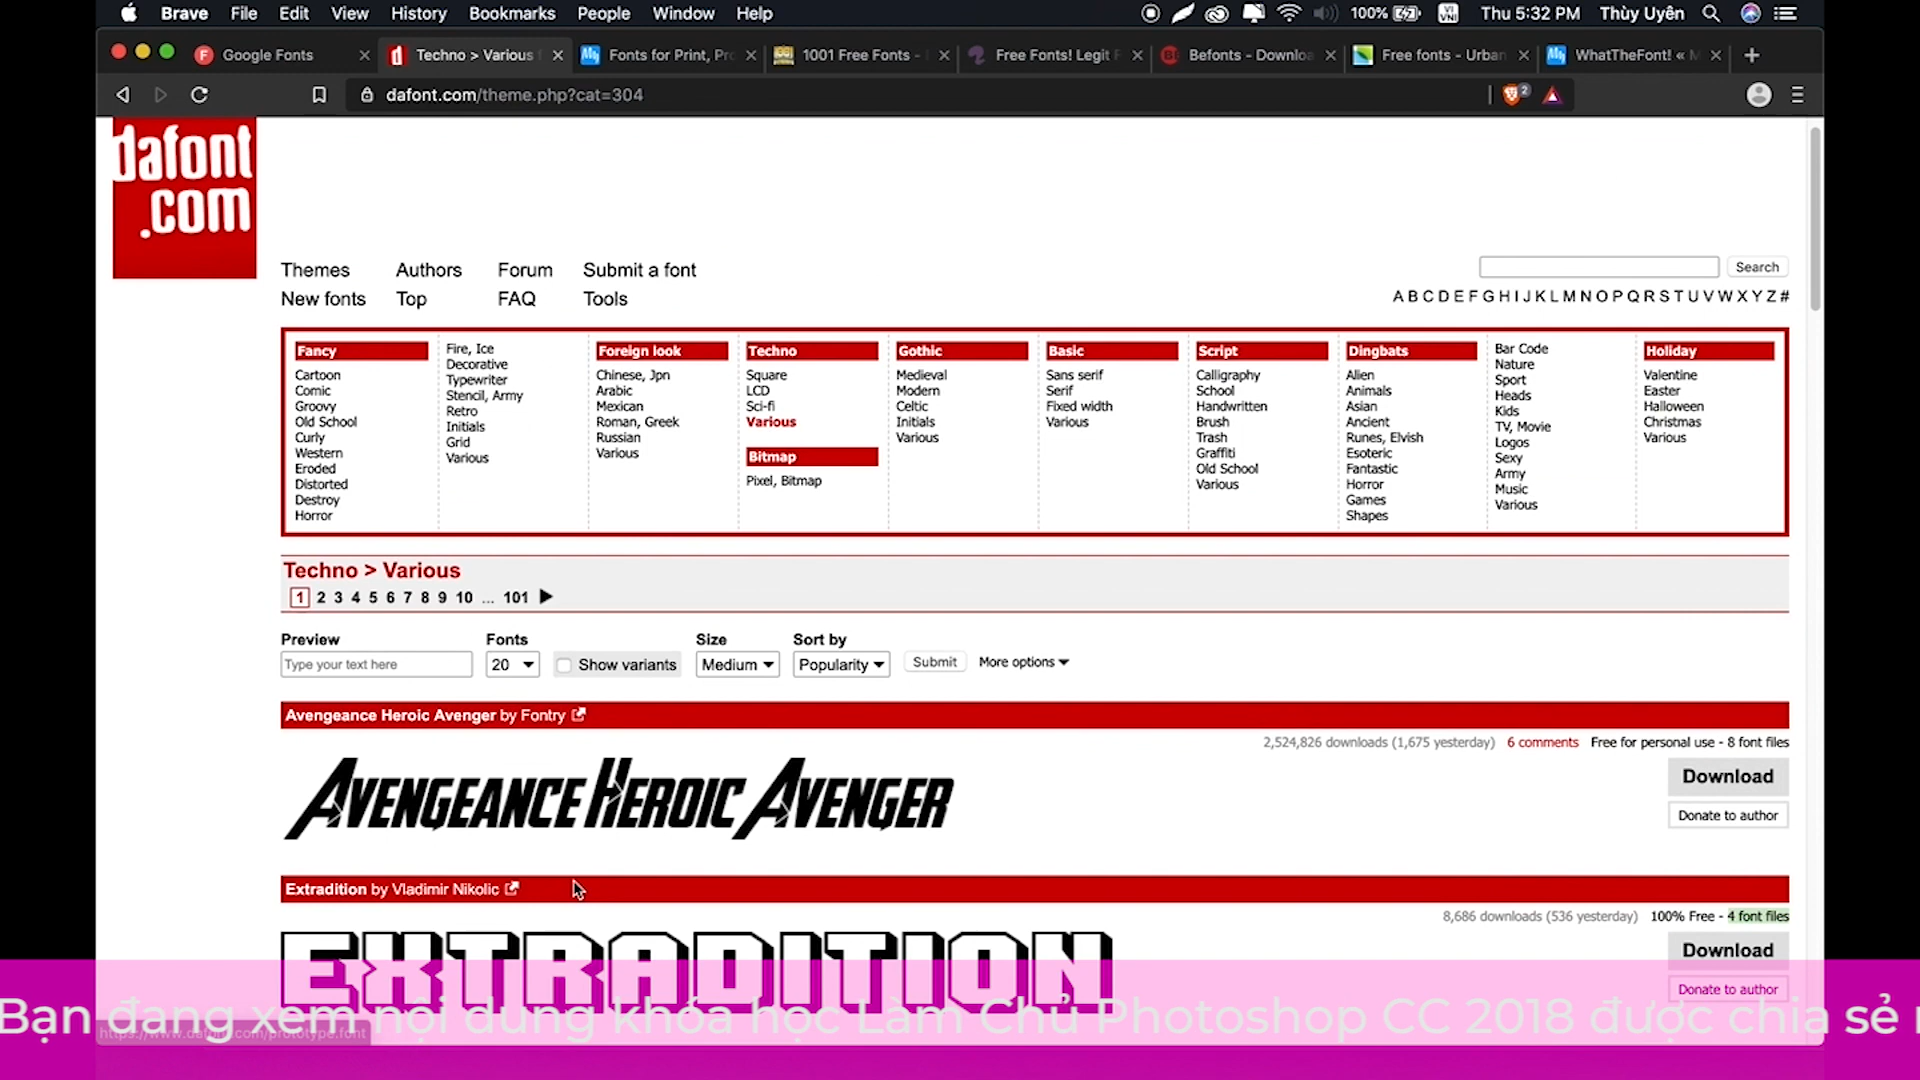 Brave File Edit View History Bookmarks People Window Help 100% VI VNI Thu 5:32 PM Thùy Uyên
Google Fonts Techno > Various Fonts for Print, Pr 1001 Free Fonts - Free Fonts! Legit Befonts - Downloa Free fonts - Urban WhatTheFont! «
dafont.com/theme.php?cat=304 2
dafont
.com
Themes Authors Forum Submit a font
New fonts Top FAQ Tools
Search
A B C D E F G H I J K L M N O P Q R S T U V W X Y Z #
Fancy
Cartoon
Comic
Groovy
Old School
Curly
Western
Eroded
Distorted
Destroy
Horror
Fire, Ice
Decorative
Typewriter
Stencil, Army
Retro
Initials
Grid
Various
Foreign look
Chinese, Jpn
Arabic
Mexican
Roman, Greek
Russian
Various
Techno
Square
LCD
Sci-fi
Various
Bitmap
Pixel, Bitmap
Gothic
Medieval
Modern
Celtic
Initials
Various
Basic
Sans serif
Serif
Fixed width
Various
Script
Calligraphy
School
Handwritten
Brush
Trash
Graffiti
Old School
Various
Dingbats
Alien
Animals
Asian
Ancient
Runes, Elvish
Esoteric
Fantastic
Horror
Games
Shapes
Bar Code
Nature
Sport
Heads
Kids
TV, Movie
Logos
Sexy
Army
Music
Various
Holiday
Valentine
Easter
Halloween
Christmas
Various
Techno > Various
1 2 3 4 5 6 7 8 9 10 ... 101
Preview Fonts Size Sort by
Type your text here 20 Show variants Medium Popularity Submit More options
Avengeance Heroic Avenger by Fontry
2,524,826 downloads (1,675 yesterday) 6 comments Free for personal use - 8 font files
AVENGEANCE HEROIC AVENGER
Download
Donate to author
Extradition by Vladimir Nikolic
8,686 downloads (536 yesterday) 100% Free - 4 font files
EXTRADITION
Download
Donate to author
Bạn đang xem nội dung khóa học Làm Chủ Photoshop CC 2018 được chia sẻ
https://www.dafont.com/prototype.font